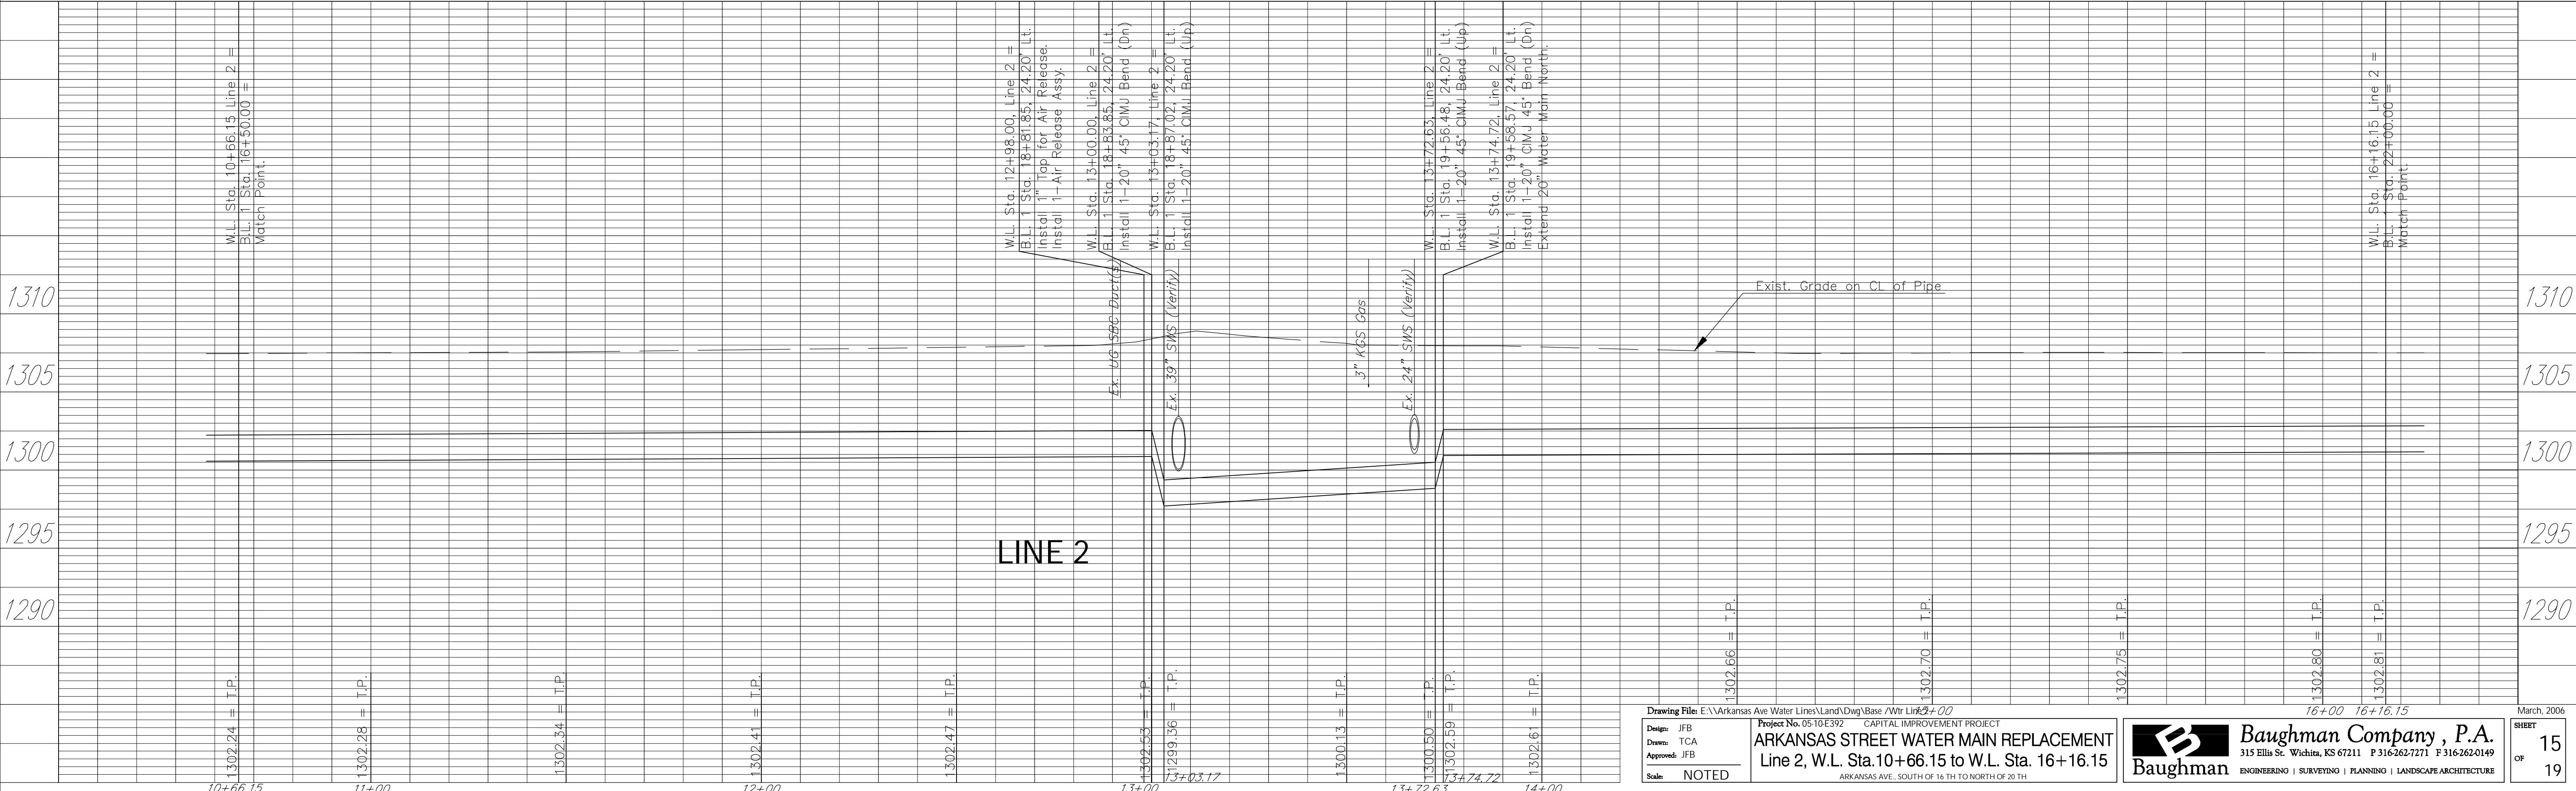 W.L. Sta. 10+66.15 Line 2 =
B.L. 1 Sta. 16+50.00 =
Match Point.
W.L. Sta. 12+98.00, Line 2 =
B.L. 1 Sta. 18+81.85, 24.20' Lt.
Install 1" Tap for Air Release.
Install 1-Air Release Assy.
W.L. Sta. 13+00.00, Line 2 =
B.L. 1 Sta. 18+83.85, 24.20' Lt.
Install 1-20" 45° CIMJ Bend (Dn)
W.L. Sta. 13+03.17, Line 2 =
B.L. 1 Sta. 18+87.02, 24.20' Lt.
Install 1-20" 45° CIMJ Bend (Up)
W.L. Sta. 13+72.63, Line 2 =
B.L. 1 Sta. 19+56.48, 24.20' Lt.
Install 1-20" 45° CIMJ Bend (Up)
W.L. Sta. 13+74.72, Line 2 =
B.L. 1 Sta. 19+58.57, 24.20' Lt.
Install 1-20" CIMJ 45° Bend (Dn)
Extend 20" Water Main North.
W.L. Sta. 16+16.15 Line 2 =
B.L. 1 Sta. 22+00.00 =
Match Point.
Ex. UG SBC Duct(s)
Ex. 39" SWS (Verify)
3" KGS Gas
Ex. 24" SWS (Verify)
Exist. Grade on CL of Pipe
1310
1305
1300
1295
1290
1310
1305
1300
1295
1290
LINE 2
1302.24 = T.P.
1302.28 = T.P.
1302.34 = T.P.
1302.41 = T.P.
1302.47 = T.P.
1302.53 = T.P.
1299.36 = T.P.
1300.13 = T.P.
1300.50 = T.P.
1302.59 = T.P.
1302.61 = T.P.
1302.66 = T.P.
1302.70 = T.P.
1302.75 = T.P.
1302.80 = T.P.
1302.81 = T.P.
10+66.15
11+00
12+00
13+00
13+03.17
13+72.63
13+74.72
14+00
15+00
16+00
16+16.15
Drawing File: E:\\Arkansas Ave Water Lines\Land\Dwg\Base /Wtr Line2
Design: JFB
Drawn: TCA
Approved: JFB
Scale: NOTED
Project No. 05-10-E392 CAPITAL IMPROVEMENT PROJECT
ARKANSAS STREET WATER MAIN REPLACEMENT
Line 2, W.L. Sta.10+66.15 to W.L. Sta. 16+16.15
ARKANSAS AVE., SOUTH OF 16 TH TO NORTH OF 20 TH
Baughman
Baughman Company, P.A.
315 Ellis St. Wichita, KS 67211 P 316-262-7271 F 316-262-0149
ENGINEERING | SURVEYING | PLANNING | LANDSCAPE ARCHITECTURE
March, 2006
SHEET
15
OF
19